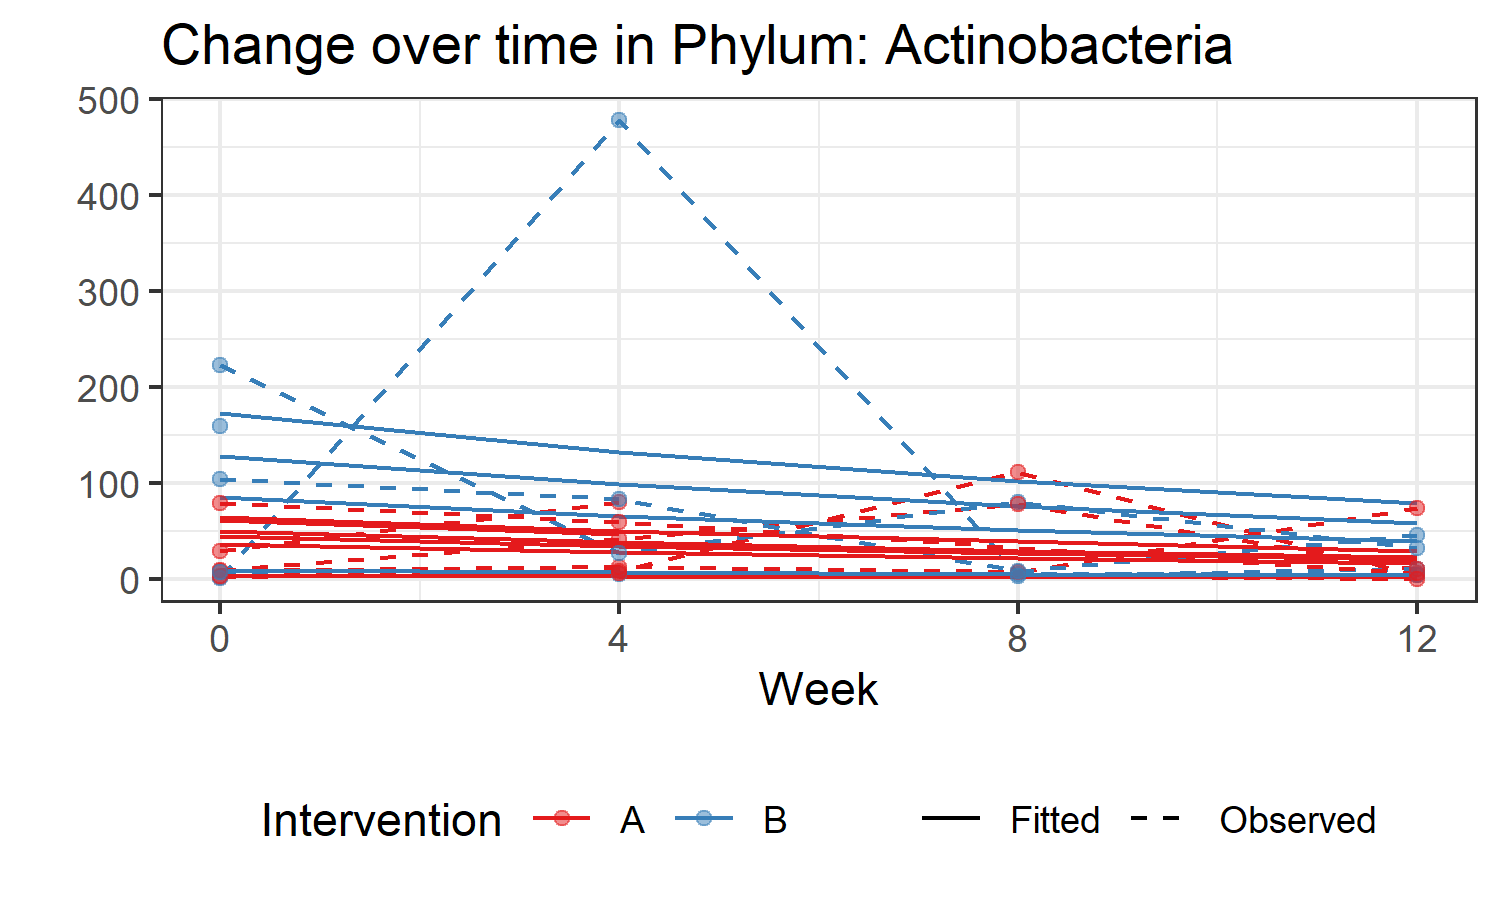 Change over time in Phylum: Actinobacteria
500
400
300
200
100
0
0 4 8 12
Week
Intervention A B Fitted Observed